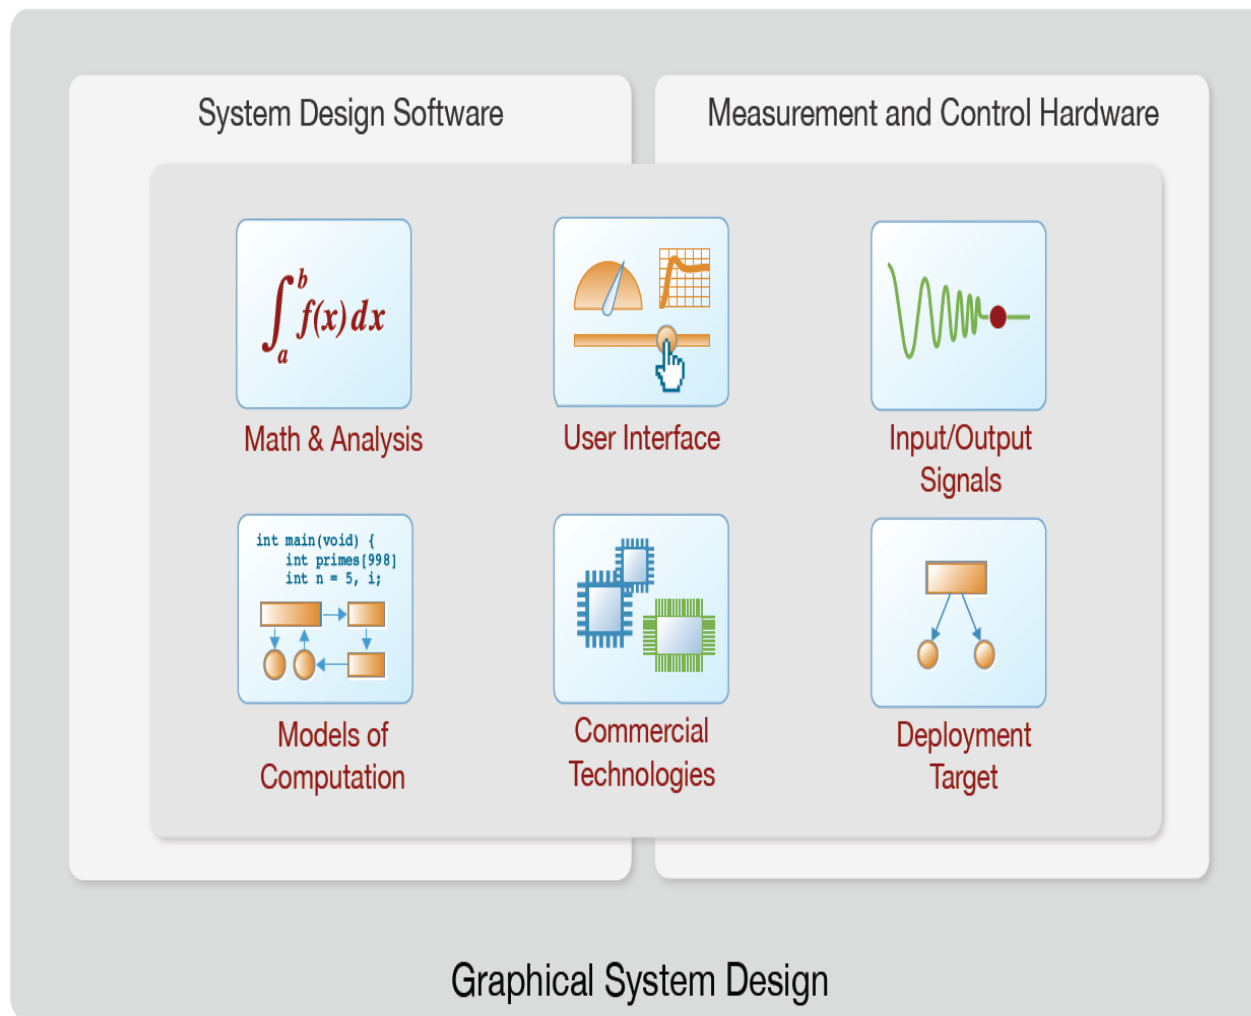 System Design Software
Measurement and Control Hardware
∫ₐᵇ f(x) dx
Math & Analysis
User Interface
Input/Output
Signals
int main(void) {
int primes[998]
int n = 5, i;
Models of
Computation
Commercial
Technologies
Deployment
Target
Graphical System Design